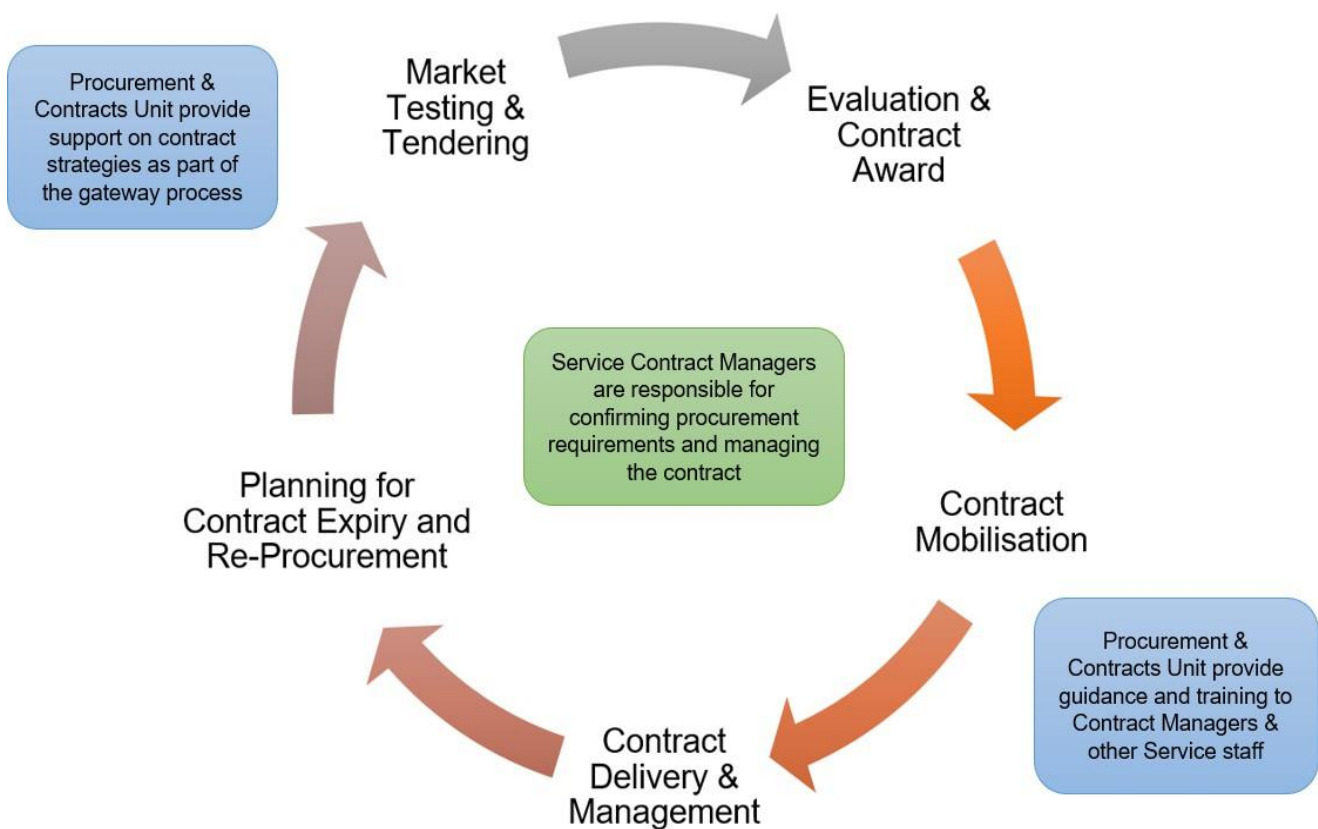 Procurement &
Contracts Unit provide
support on contract
strategies as part of
the gateway process
Market
Testing &
Tendering
Evaluation &
Contract
Award
Service Contract Managers
are responsible for
confirming procurement
requirements and managing
the contract
Planning for
Contract Expiry and
Re-Procurement
Contract
Mobilisation
Procurement &
Contracts Unit provide
guidance and training to
Contract Managers &
other Service staff
Contract
Delivery &
Management